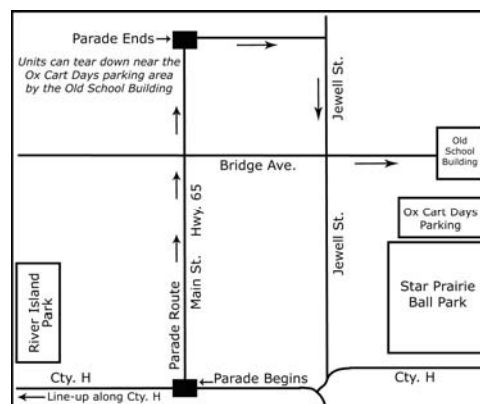 Parade Ends
Units can tear down near the
Ox Cart Days parking area
by the Old School Building
Jewell St.
Old
School
Building
Bridge Ave.
Hwy. 65
Ox Cart Days
Parking
Jewell St.
Star Prairie
Ball Park
River Island
Park
Parade Route
Main St.
Cty. H
Parade Begins
Cty. H
Line-up along Cty. H